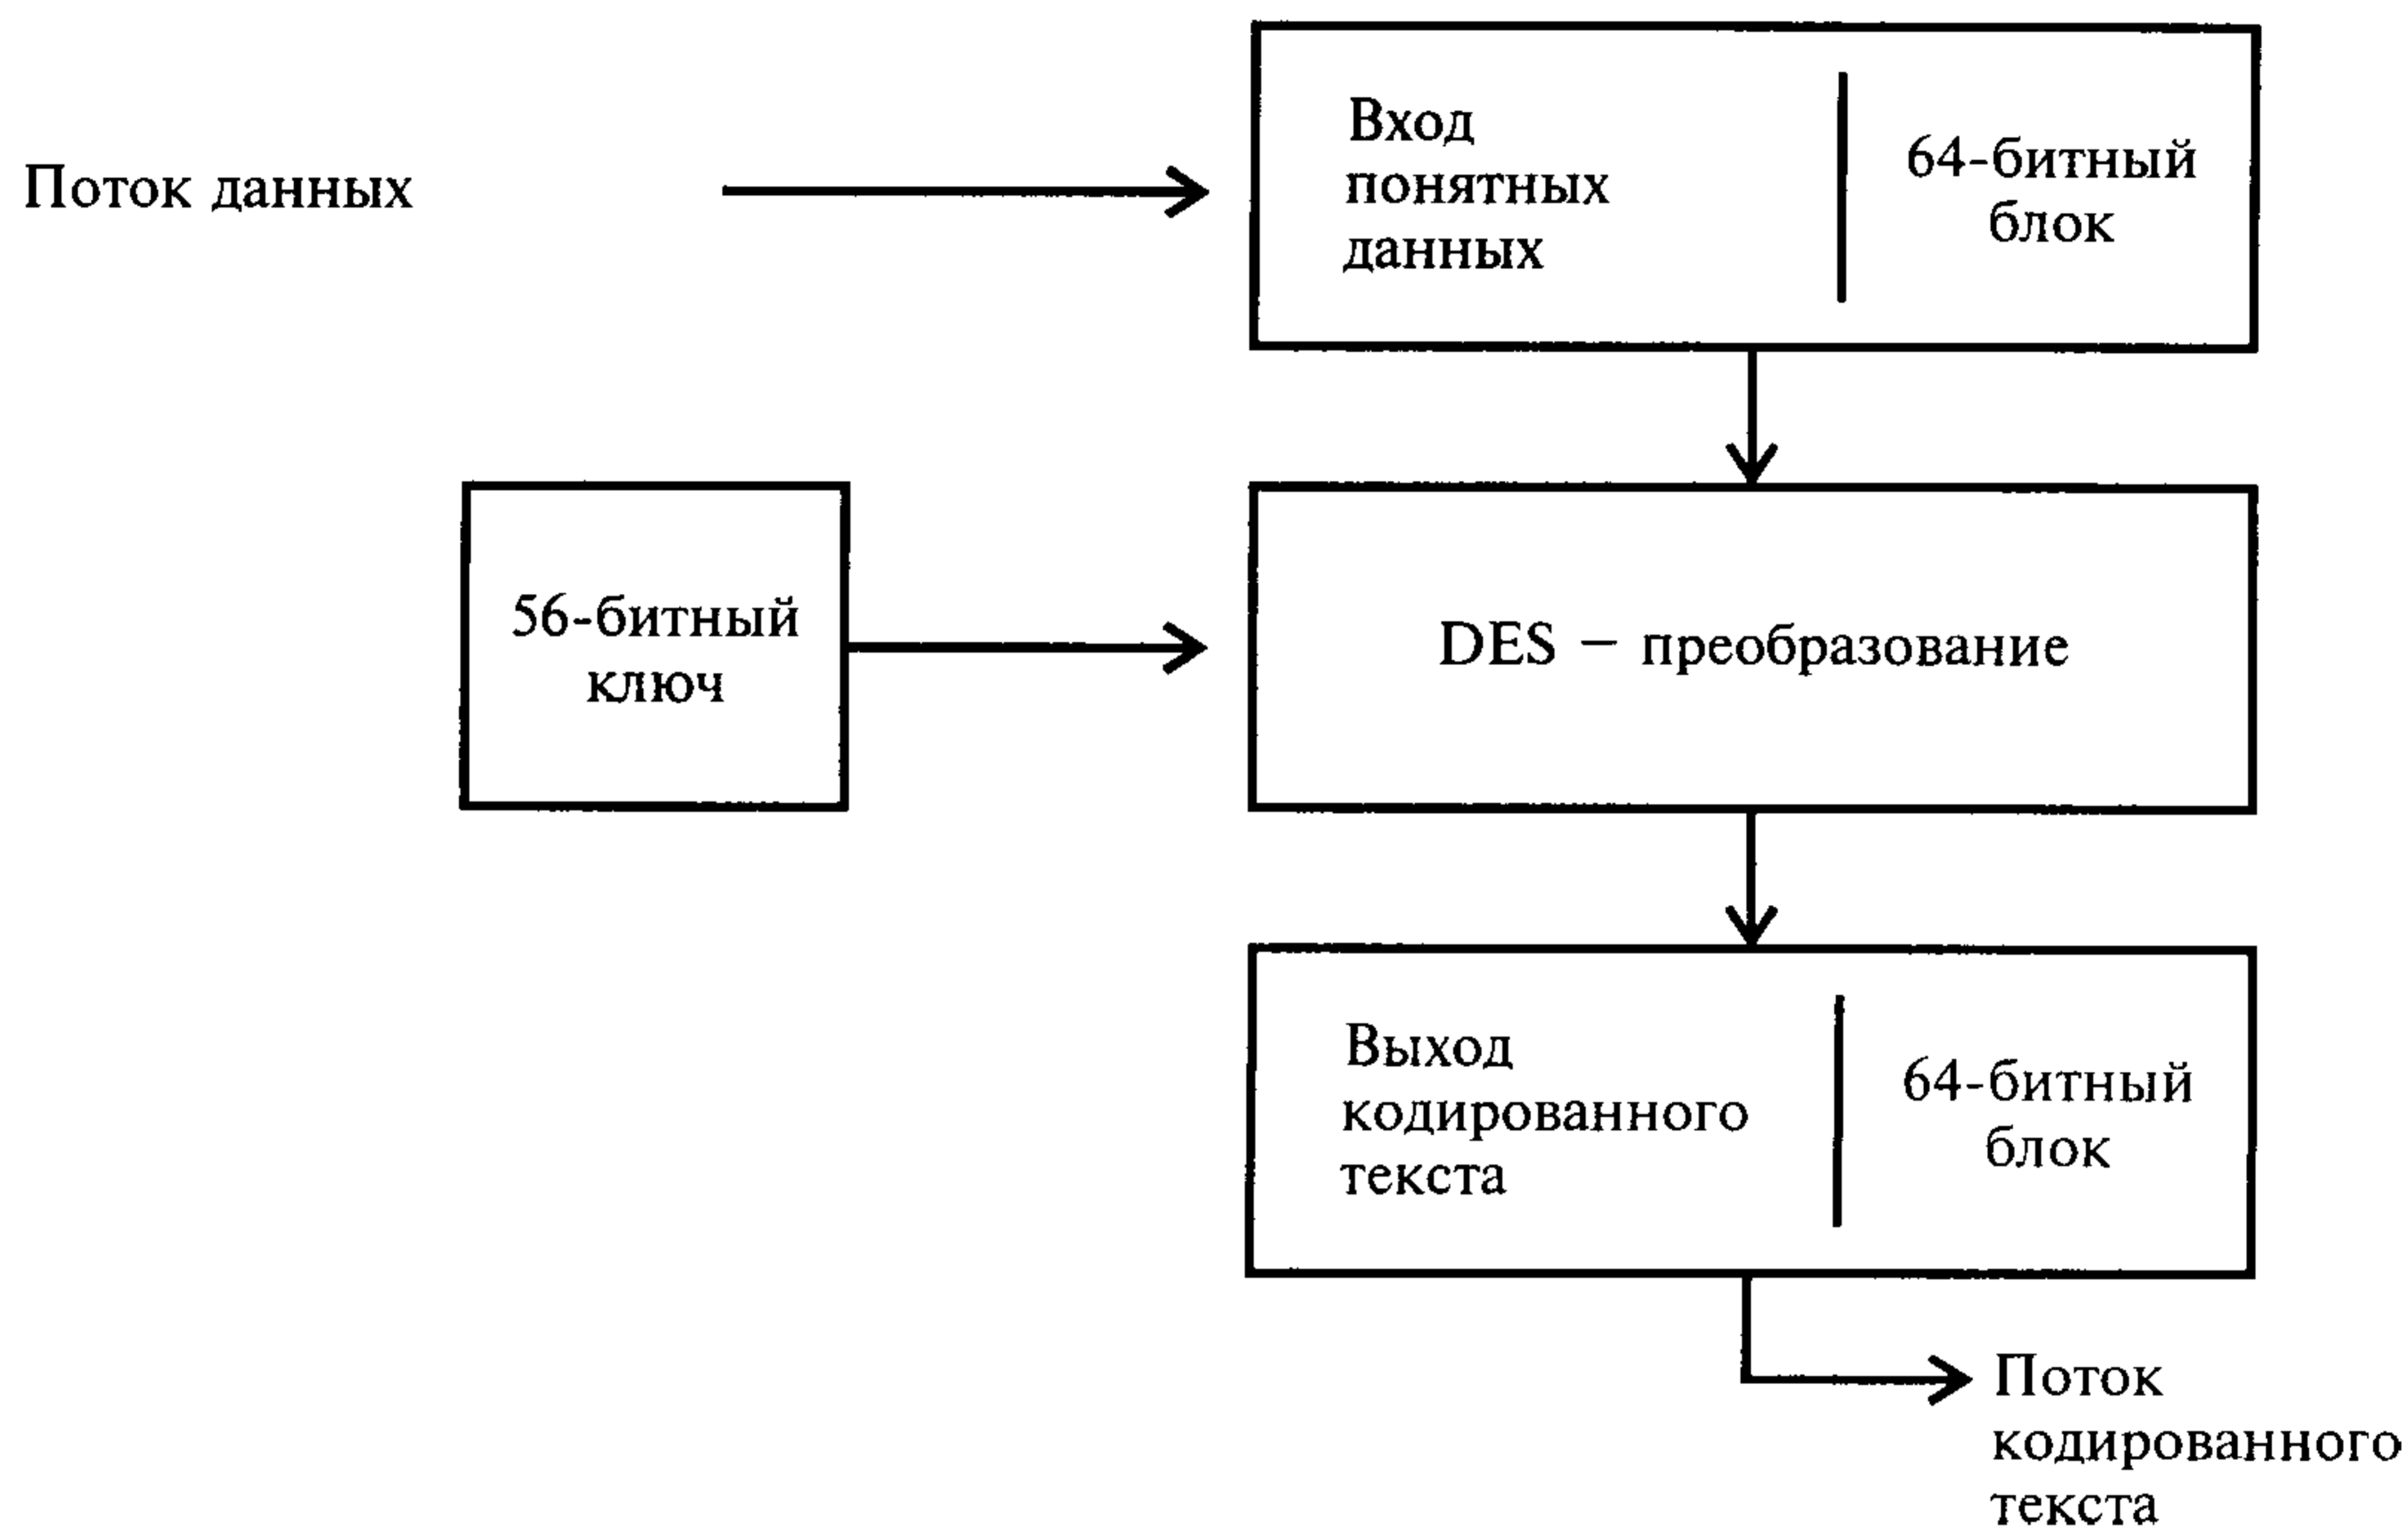 Вход
понятных
данных
64-битный
блок
Поток данных
56-битный
ключ
DES – преобразование
Выход
кодированного
текста
64-битный
блок
Поток
кодированного
текста